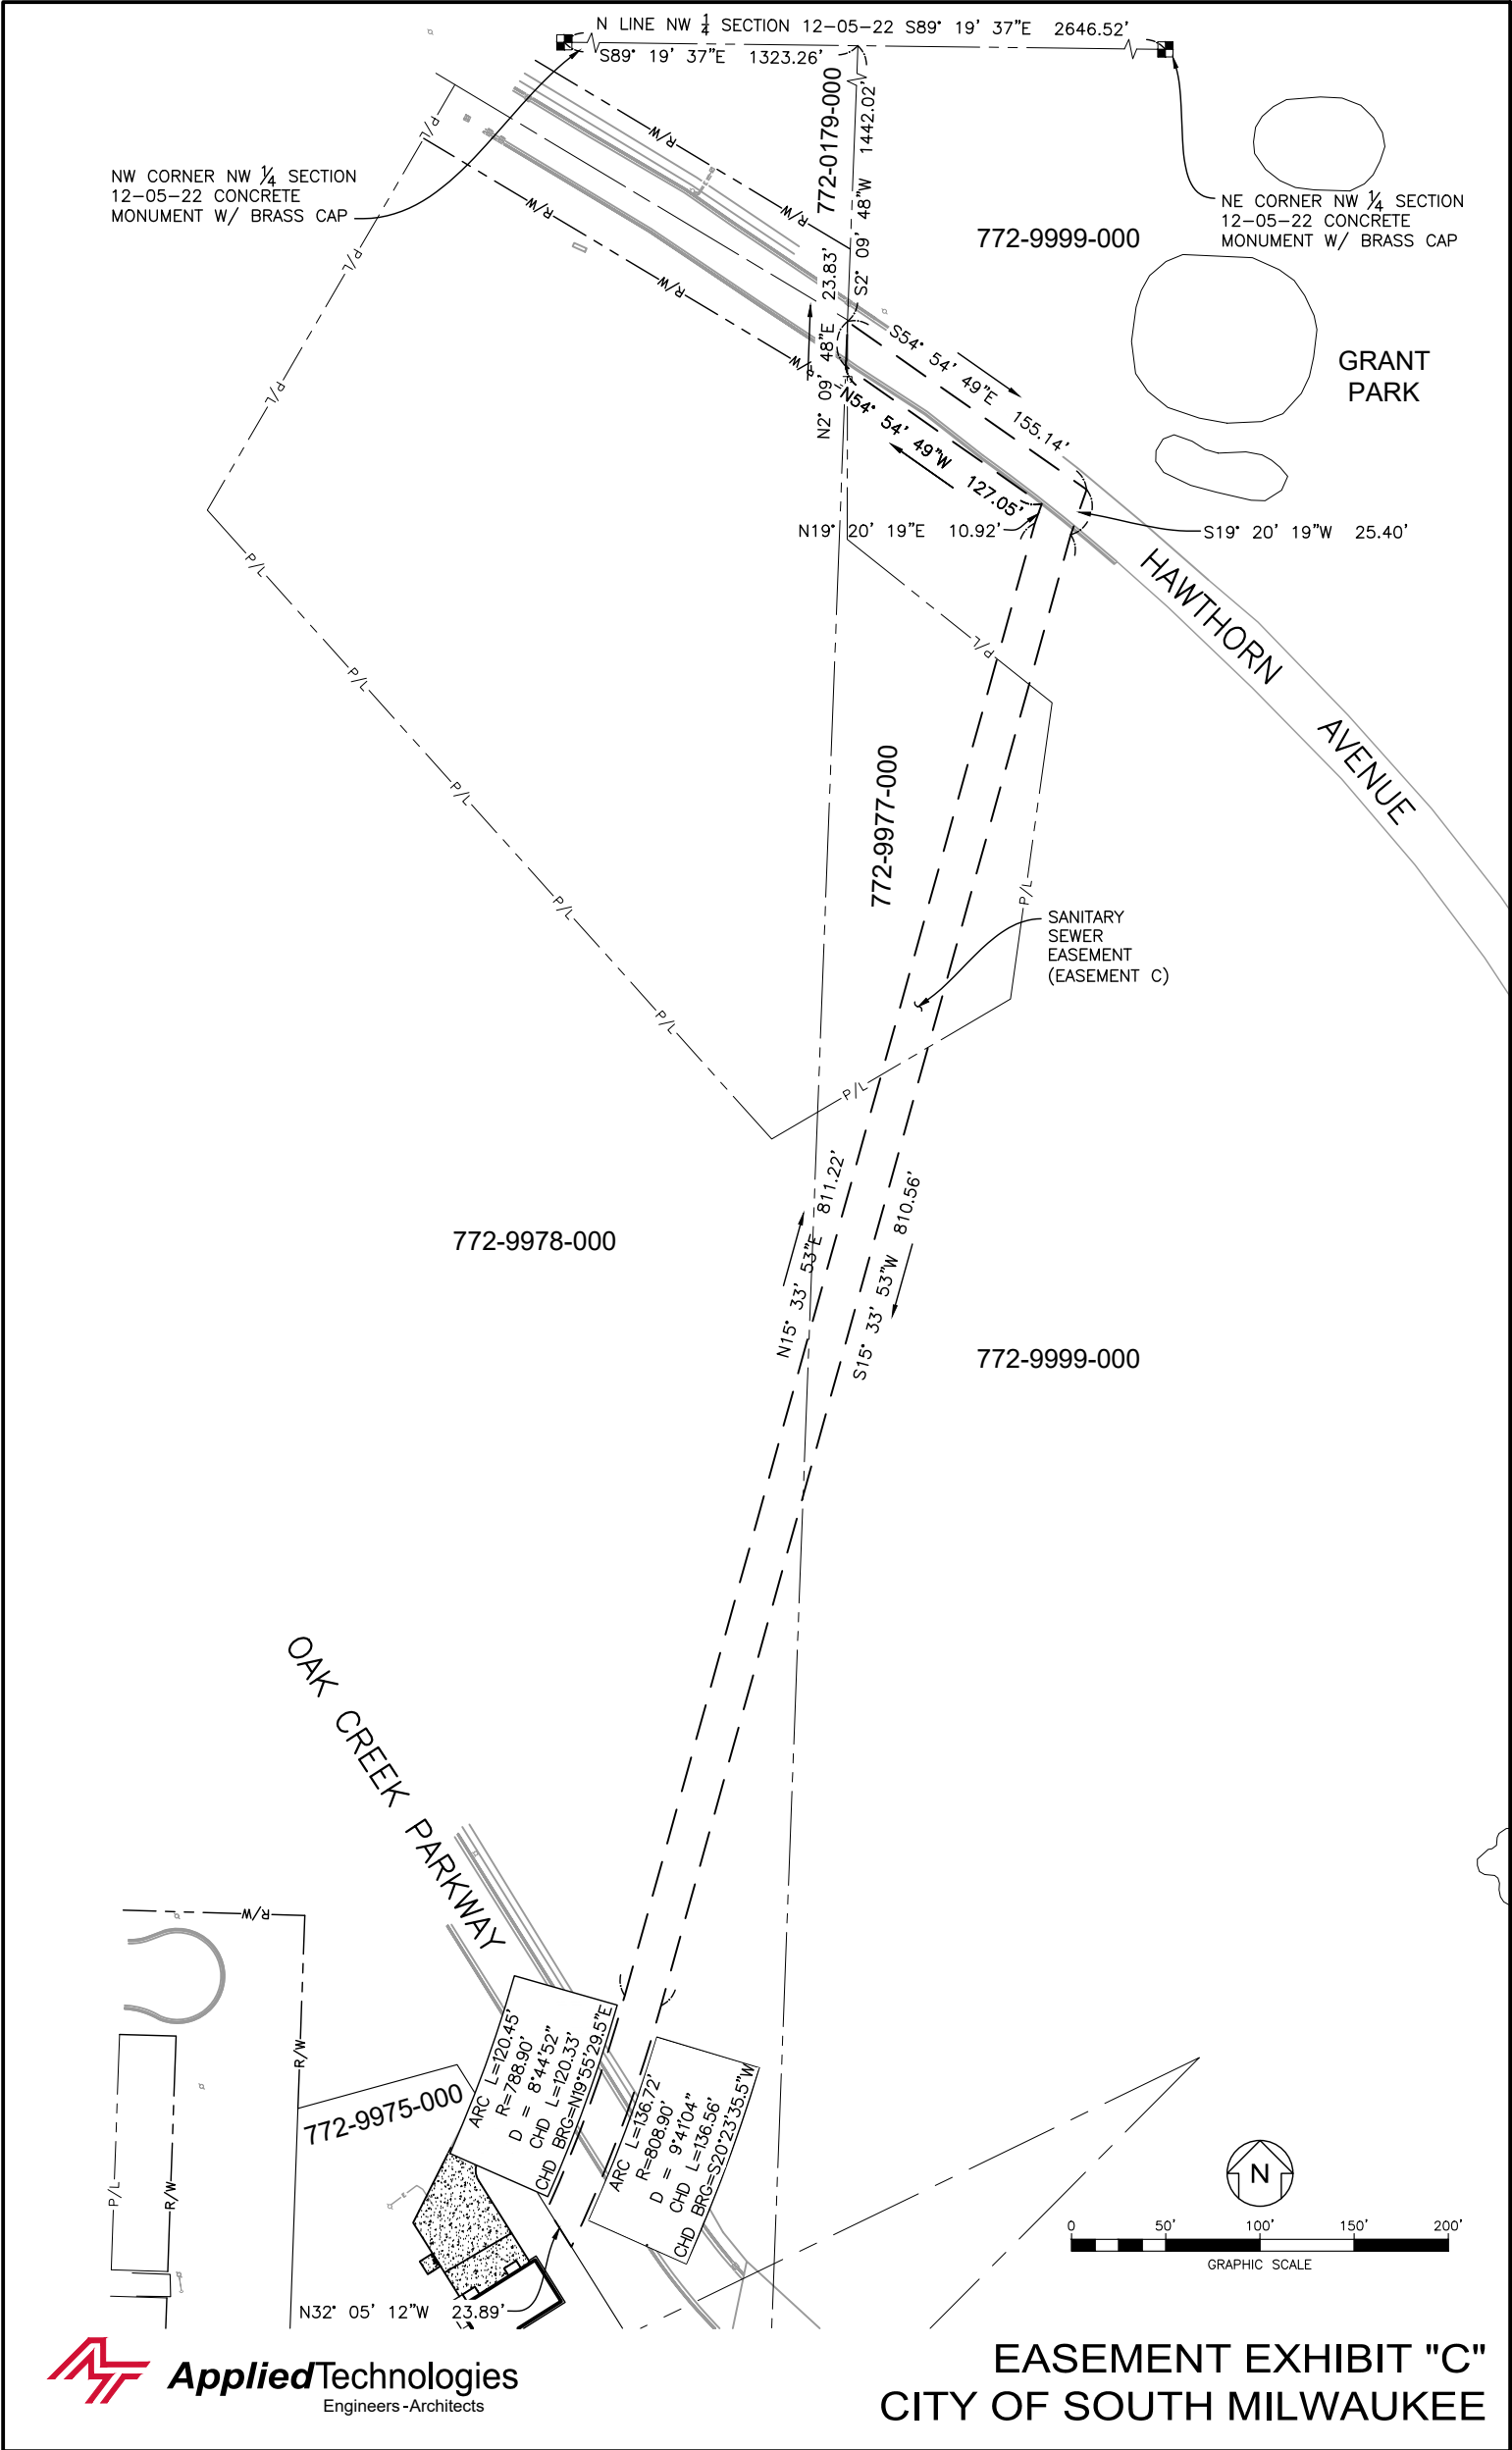 N LINE NW 1/4 SECTION 12-05-22 S89° 19' 37"E 2646.52'
S89° 19' 37"E 1323.26'
772-0179-000
S2° 09' 48"W 1442.02'
NW CORNER NW 1/4 SECTION
12-05-22 CONCRETE
MONUMENT W/ BRASS CAP
NE CORNER NW 1/4 SECTION
12-05-22 CONCRETE
MONUMENT W/ BRASS CAP
772-9999-000
P/L
R/W
R/W
R/W
R/W
R/W
R/W
P/L
P/L
GRANT
PARK
N2° 09' 48"E 23.83'
S54° 54' 49"E 155.14'
N54° 54' 49"W 127.05'
N19° 20' 19"E 10.92'
S19° 20' 19"W 25.40'
HAWTHORN AVENUE
P/L
P/L
P/L
P/L
P/L
P/L
P/L
P/L
772-9977-000
SANITARY
SEWER
EASEMENT
(EASEMENT C)
N15° 33' 53"E 811.22'
S15° 33' 53"W 810.56'
772-9978-000
772-9999-000
OAK CREEK PARKWAY
R/W
R/W
P/L
R/W
772-9975-000
ARC L=120.45'
R=788.90'
D = 8°44'52"
CHD L=120.33'
CHD BRG=N19°55'29.5"E
ARC L=136.72'
R=808.90'
D = 9°41'04"
CHD L=136.56'
CHD BRG=S20°23'35.5"W
N32° 05' 12"W 23.89'
N
0 50' 100' 150' 200'
GRAPHIC SCALE
AppliedTechnologies
Engineers-Architects
EASEMENT EXHIBIT "C"
CITY OF SOUTH MILWAUKEE